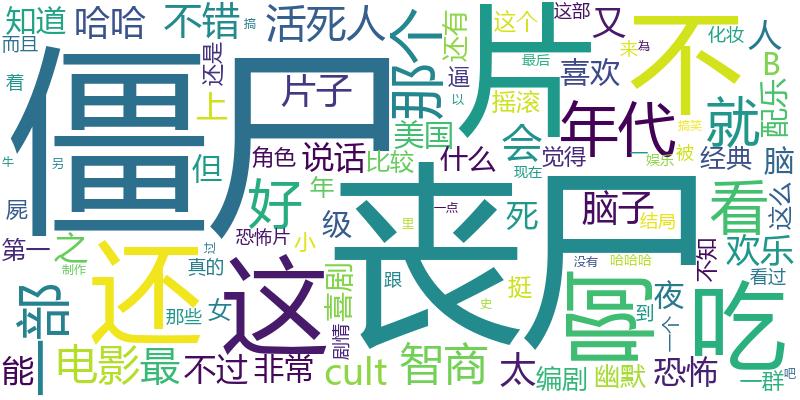 知道 哈哈 不错 搞 活死人 那个 还有 片 这个 这部 又 不 化妆 人
而且 僵尸 还是 逼 最后 喜欢 来 為
着 上 片子 摇滚 以 年代 就 B 配乐
牛 另 但 角色 说话 美国 比较 什么 会 觉得 搞笑 一 娱乐 被 经典 脑
屍 好 年 丧尸 里 一点 死 现在 脑子 结局 看 这么
第一 之 还 恐怖片 小 级 不知 欢乐
制作 过 真的 这 跟 挺 啊 没有 哈哈哈 看过
一部 那些 女 喜剧 史 到 夜 一个 吃
能 电影 最 不过 非常 剧情 cult 智商 太 编剧 幽默 恐怖 一群 吧